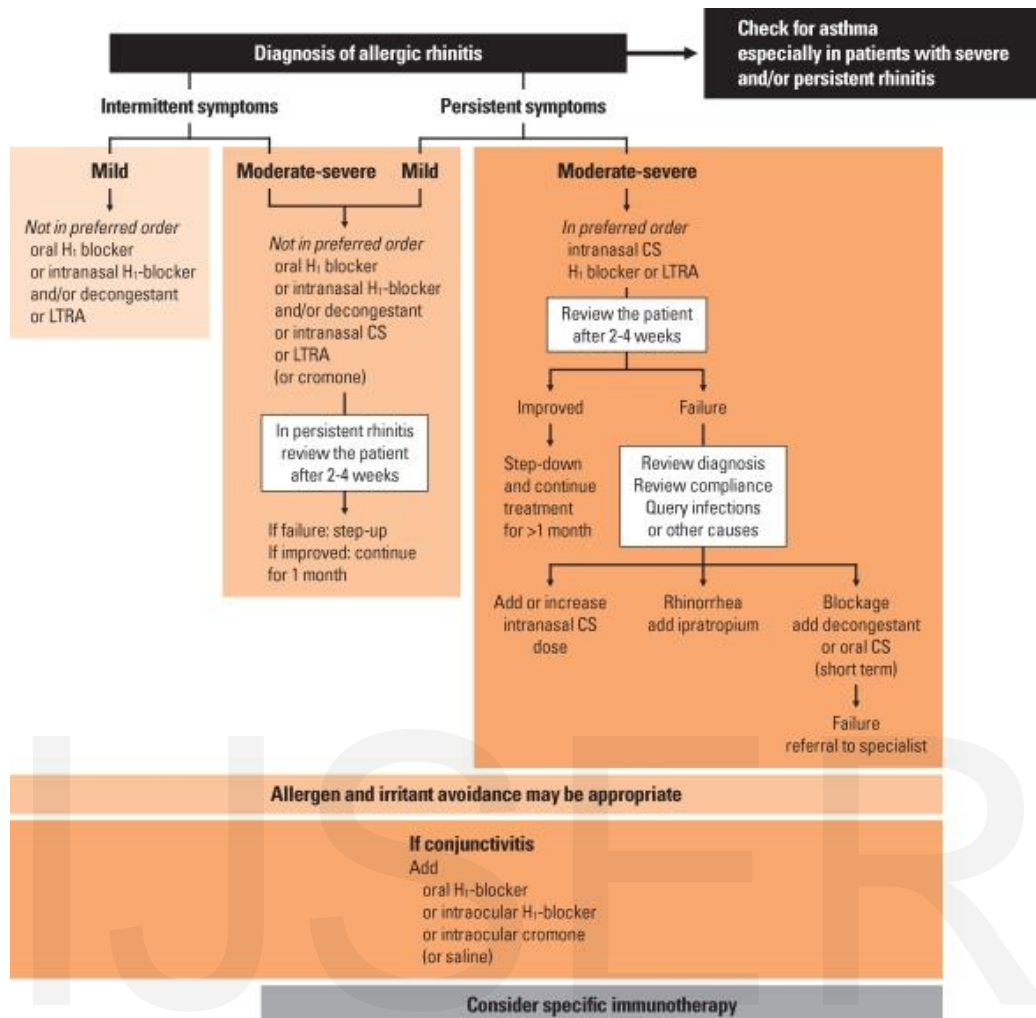 Diagnosis of allergic rhinitis
Check for asthma
especially in patients with severe
and/or persistent rhinitis
Intermittent symptoms
Persistent symptoms
Mild
Not in preferred order
oral H₁ blocker
or intranasal H₁-blocker
and/or decongestant
or LTRA
Moderate-severe
Mild
Not in preferred order
oral H₁ blocker
or intranasal H₁-blocker
and/or decongestant
or intranasal CS
or LTRA
(or cromone)
In persistent rhinitis
review the patient
after 2-4 weeks
If failure: step-up
If improved: continue
for 1 month
Moderate-severe
In preferred order
intranasal CS
H₁ blocker or LTRA
Review the patient
after 2-4 weeks
Improved
Step-down
and continue
treatment
for >1 month
Failure
Review diagnosis
Review compliance
Query infections
or other causes
Add or increase
intranasal CS
dose
Rhinorrhea
add ipratropium
Blockage
add decongestant
or oral CS
(short term)
Failure
referral to specialist
Allergen and irritant avoidance may be appropriate
If conjunctivitis
Add
oral H₁-blocker
or intraocular H₁-blocker
or intraocular cromone
(or saline)
Consider specific immunotherapy
IJSER